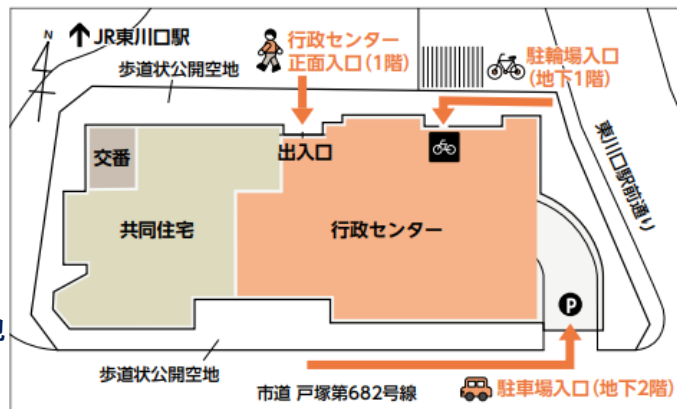 N
JR東川口駅
歩道状公開空地
行政センター
正面入口(1階)
駐輪場入口
(地下1階)
東川口駅前通り
交番
出入口
共同住宅
行政センター
P
歩道状公開空地
市道 戸塚第682号線
駐車場入口(地下2階)